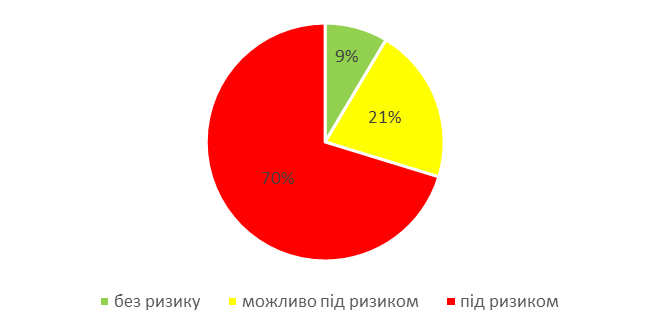 9%
21%
70%
без ризику
можливо під ризиком
під ризиком